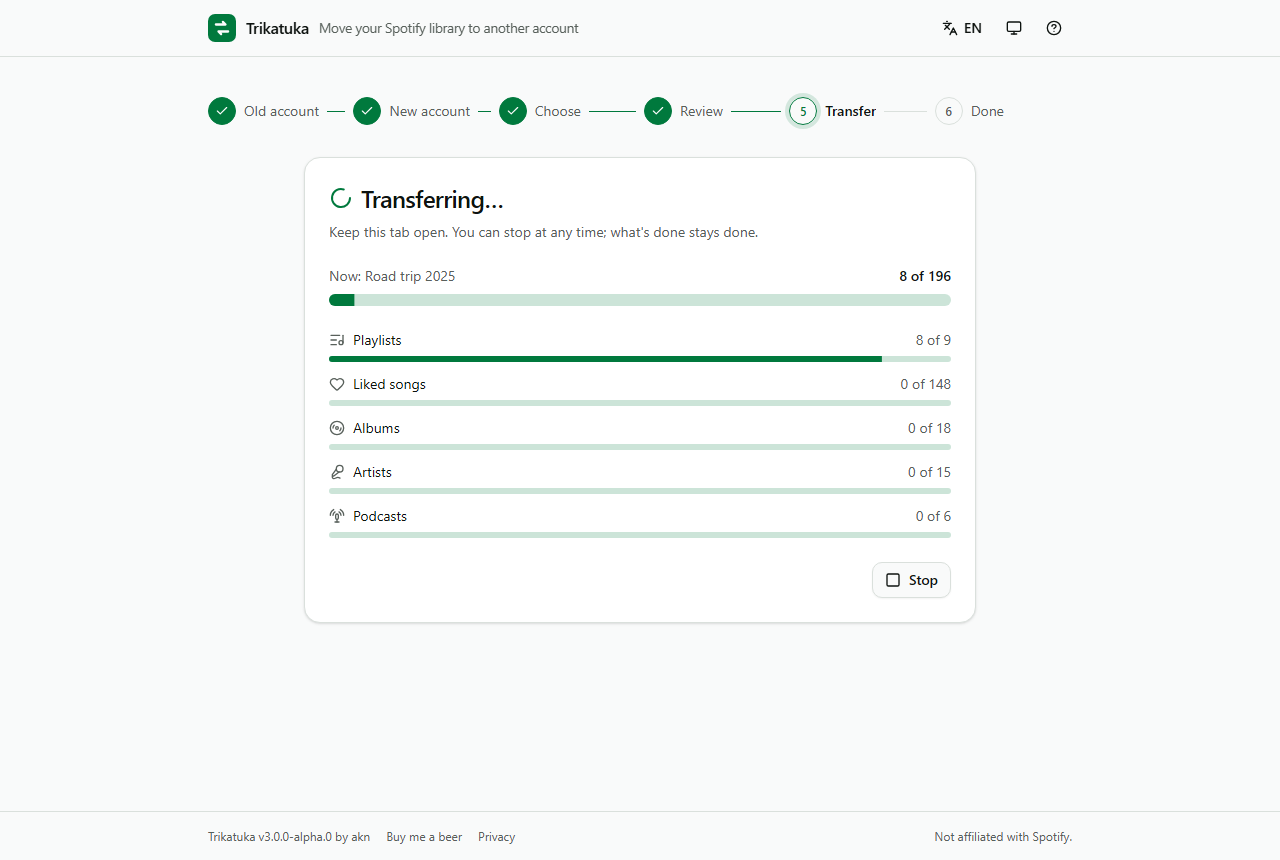 Trikatuka Move your Spotify library to another account EN
Old account New account Choose Review 5 Transfer 6 Done
Transferring...
Keep this tab open. You can stop at any time; what's done stays done.
Now: Road trip 2025 8 of 196
Playlists 8 of 9
Liked songs 0 of 148
Albums 0 of 18
Artists 0 of 15
Podcasts 0 of 6
Stop
Trikatuka v3.0.0-alpha.0 by akn Buy me a beer Privacy Not affiliated with Spotify.